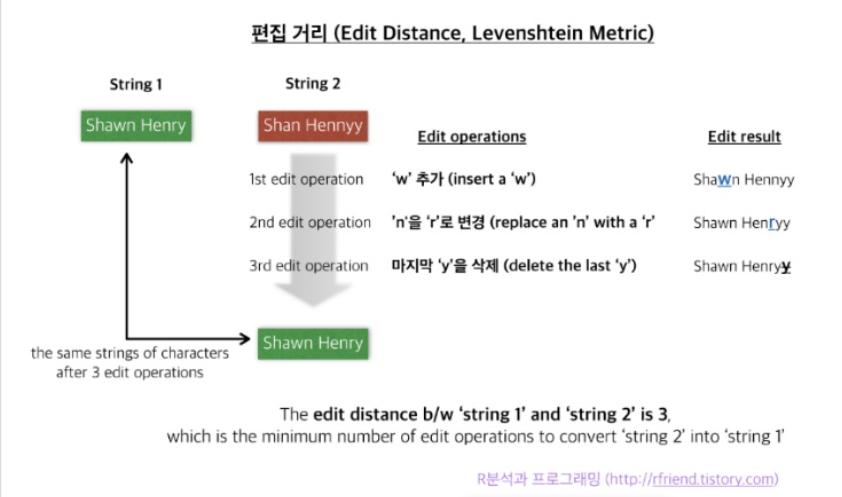 편집 거리 (Edit Distance, Levenshtein Metric)
String 1
String 2
Shawn Henry
Shan Hennyy
Edit operations
Edit result
1st edit operation
‘w’ 추가 (insert a ‘w’)
Shawn Hennyy
2nd edit operation
’n’을 ‘r’로 변경 (replace an ’n’ with a ‘r’
Shawn Henryy
3rd edit operation
마지막 ‘y’을 삭제 (delete the last ‘y’)
Shawn Henryy
Shawn Henry
the same strings of characters
after 3 edit operations
The edit distance b/w ‘string 1’ and ‘string 2’ is 3,
which is the minimum number of edit operations to convert ‘string 2’ into ‘string 1’
R분석과 프로그래밍 (http://rfriend.tistory.com)